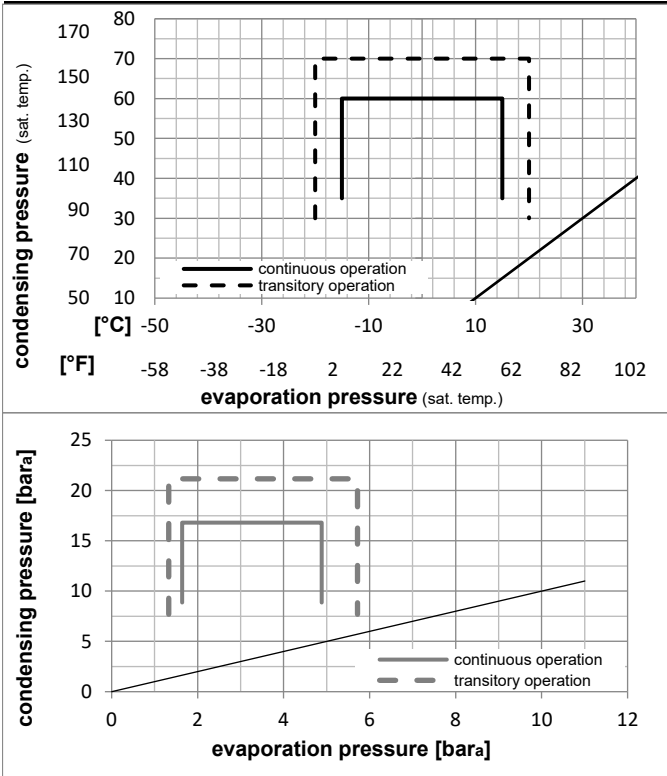 condensing pressure (sat. temp.)
170 80
70
150 60
130 50
110 40
90 30
70 20
50 10
continuous operation
transitory operation
[°C] -50 -30 -10 10 30
[°F] -58 -38 -18 2 22 42 62 82 102
evaporation pressure (sat. temp.)
condensing pressure [bara]
25
20
15
10
5
0
continuous operation
transitory operation
0 2 4 6 8 10 12
evaporation pressure [bara]